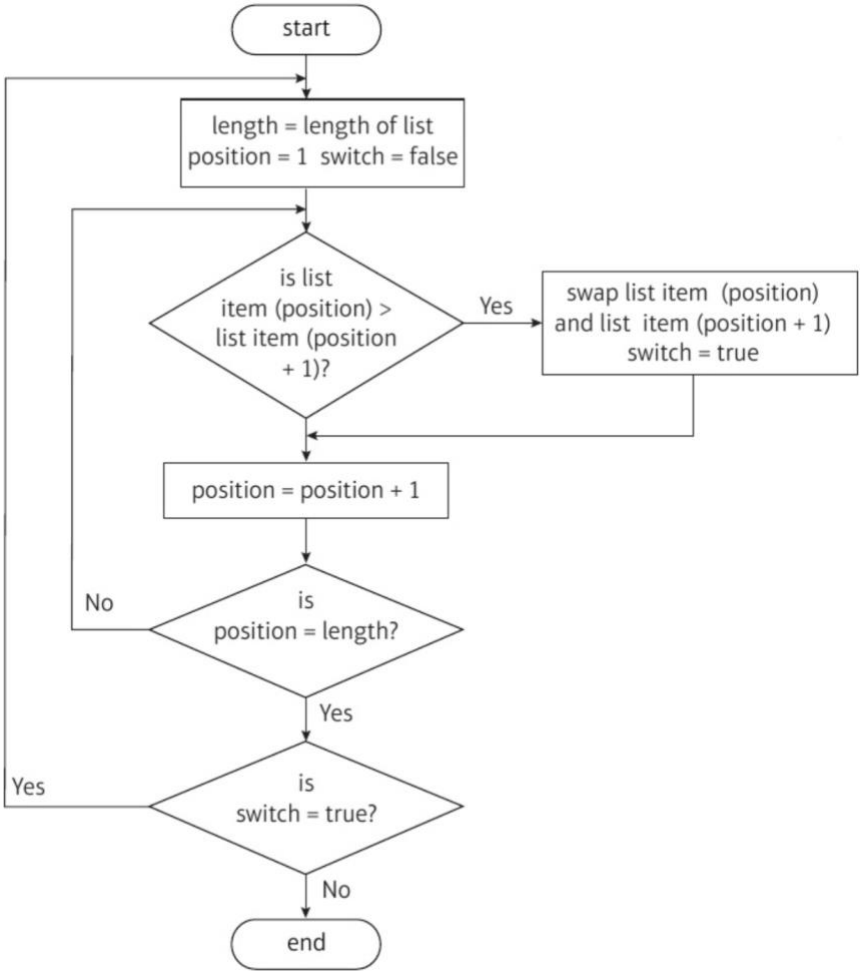 start
length = length of list
position = 1 switch = false
is list
item (position) >
list item (position
+ 1)?
Yes
swap list item (position)
and list item (position + 1)
switch = true
position = position + 1
No
is
position = length?
Yes
Yes
is
switch = true?
No
end